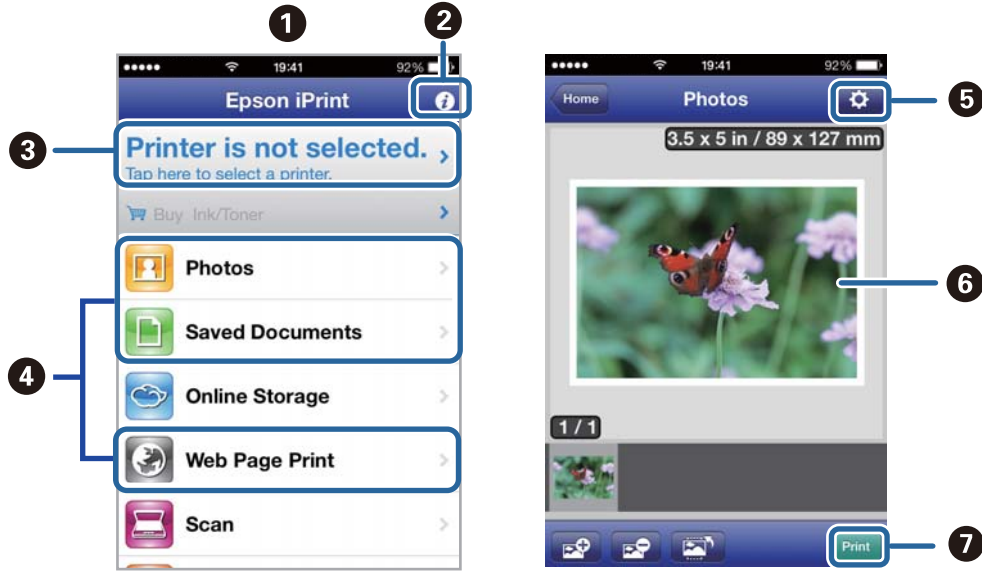 1
2
19:41
92%
Epson iPrint
i
3
Printer is not selected.
Tap here to select a printer.
Buy Ink/Toner
Photos
Saved Documents
4
Online Storage
Web Page Print
Scan
19:41
92%
Home
Photos
5
3.5 x 5 in / 89 x 127 mm
6
1/1
Print
7